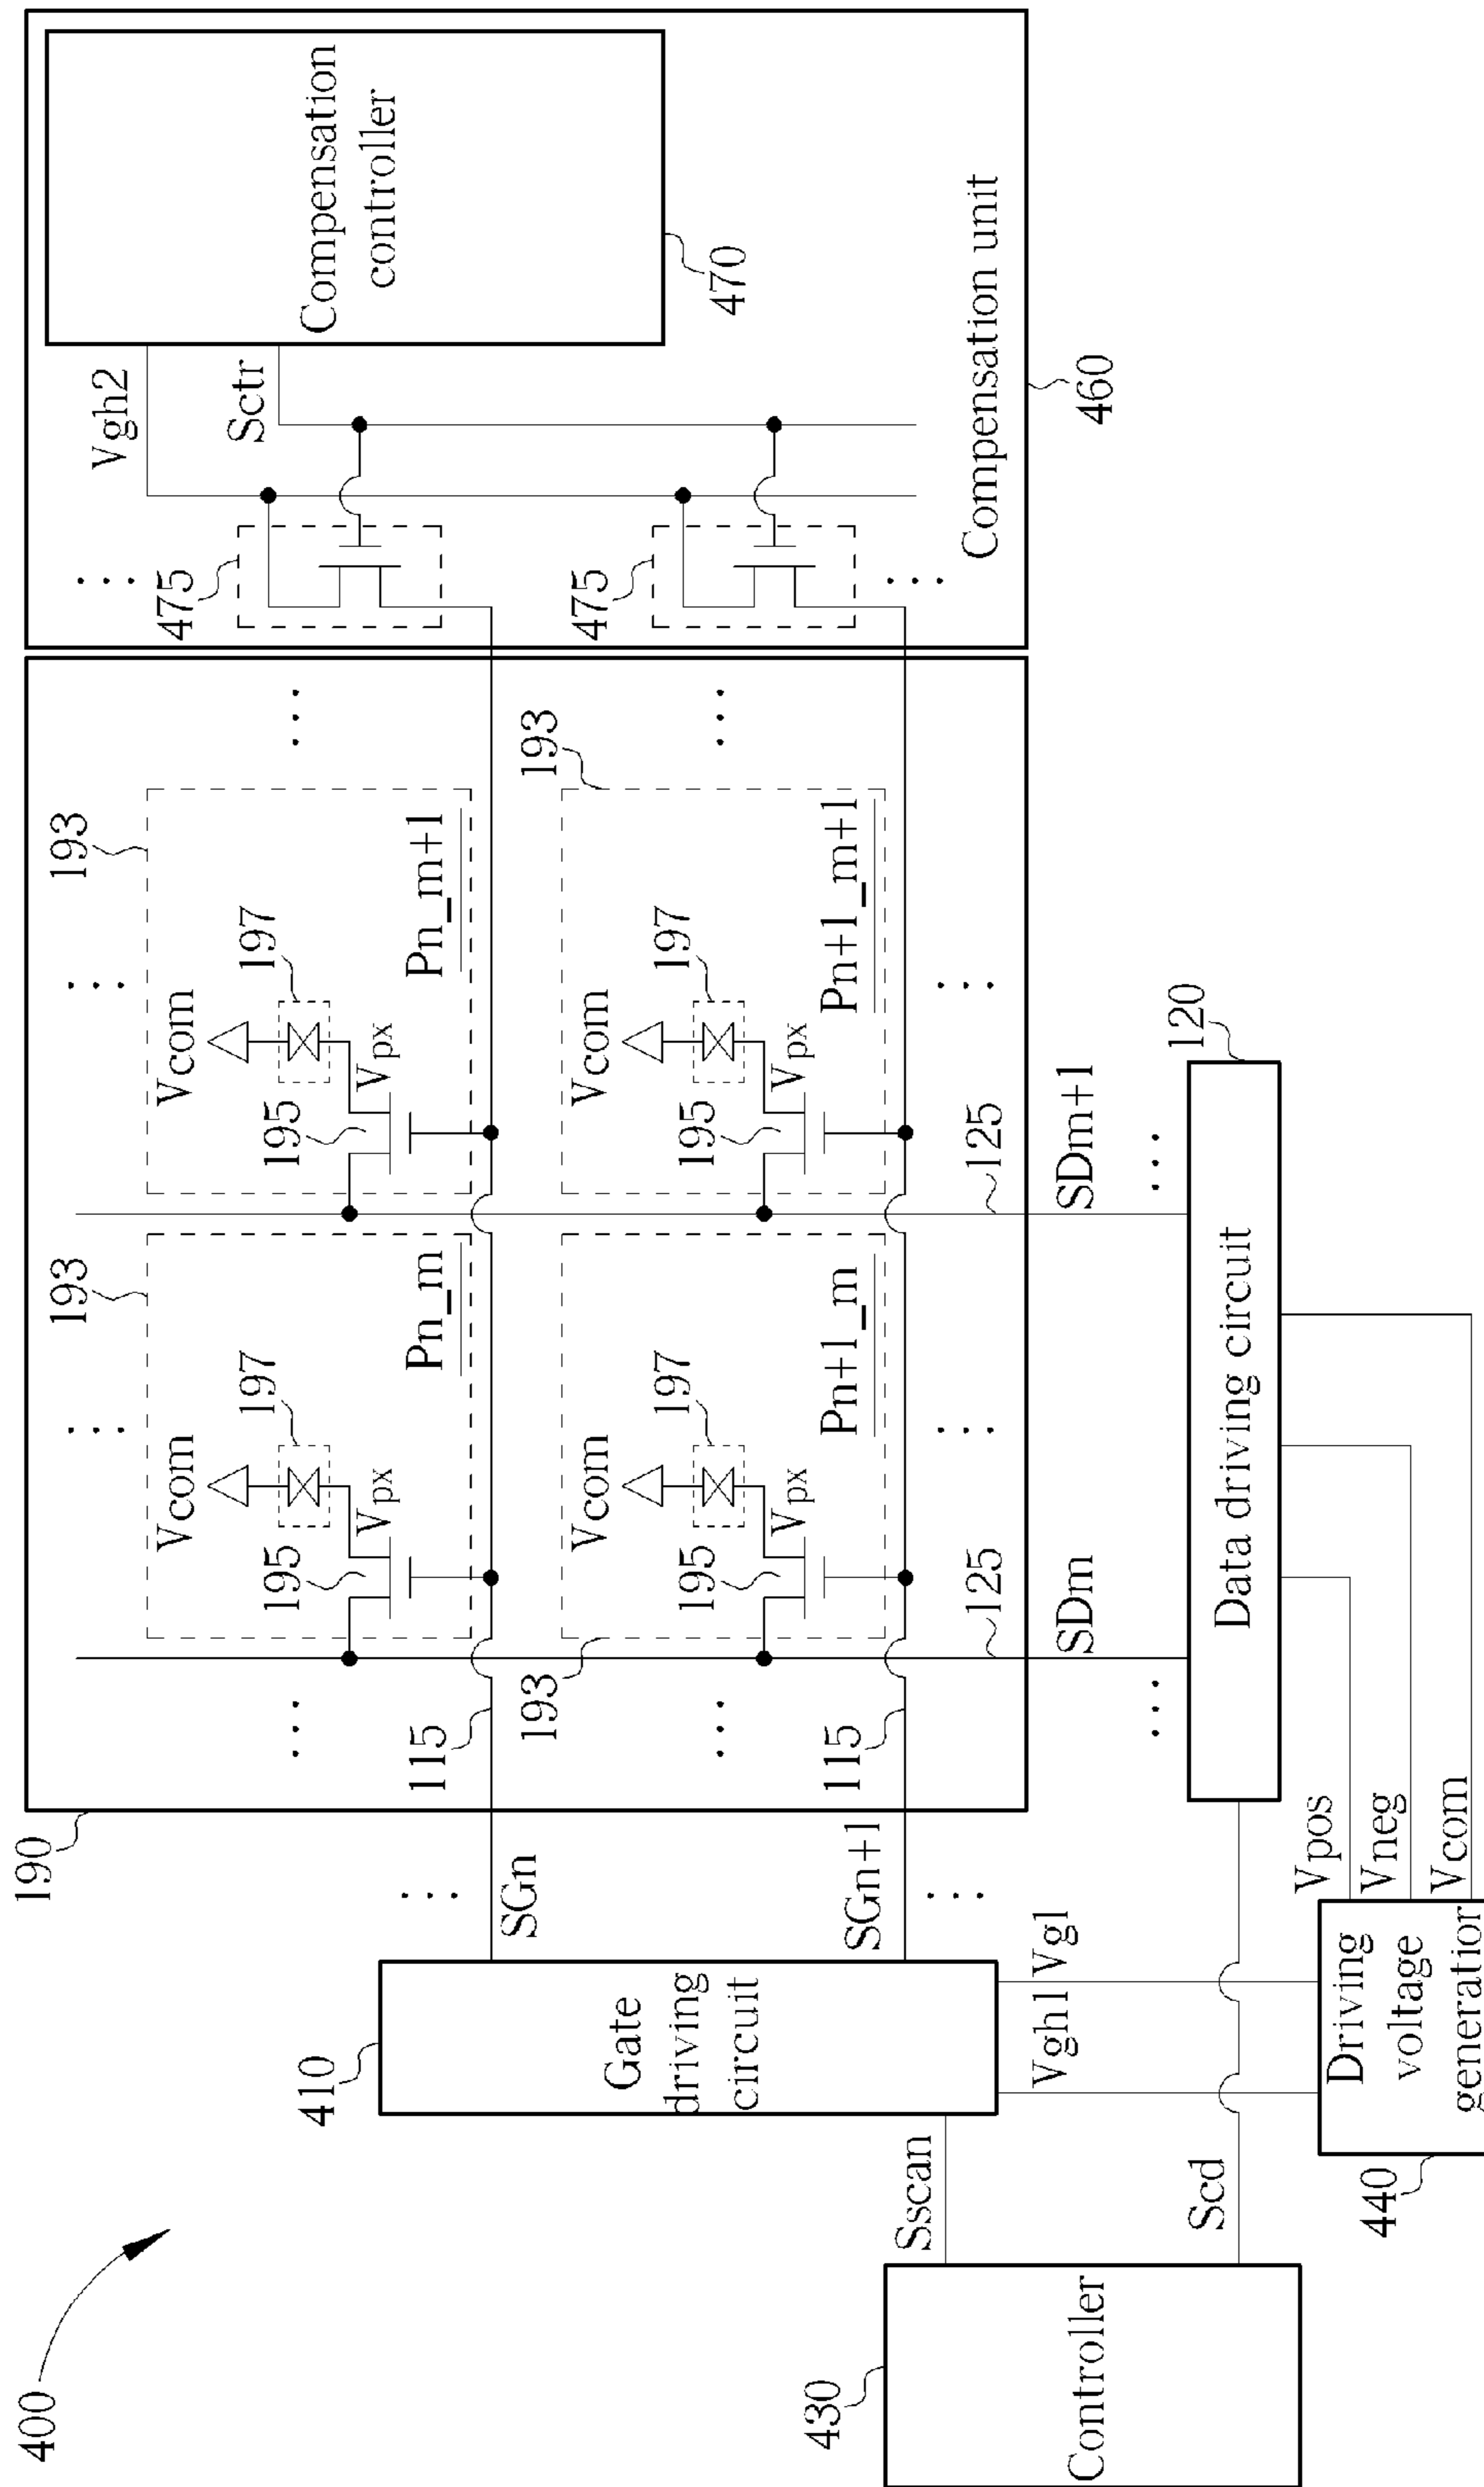 400
190
193
193
Vcom
Vcom
197
197
195
195
Vpx
Vpx
Pn_m
Pn_m+1
475
Vgh2
Sctr
Compensation
controller
470
410
SGn
115
193
193
Vcom
Vcom
197
197
195
195
Vpx
Vpx
Pn+1_m
Pn+1_m+1
475
Gate
driving
circuit
SGn+1
115
125
125
Compensation unit
460
430
Sscan
Vgh1
Vgl
SDm
SDm+1
120
Controller
Scd
Data driving circuit
440
Driving
voltage
Vpos
Vneg
Vcom